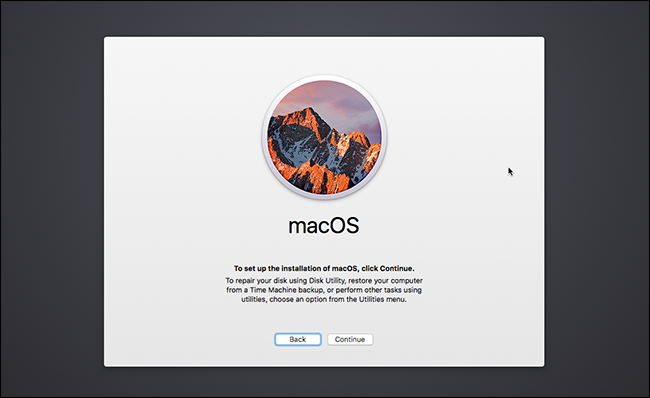 macOS
To set up the installation of macOS, click Continue.
To repair your disk using Disk Utility, restore your computer
from a Time Machine backup, or perform other tasks using
utilities, choose an option from the Utilities menu.
Back Continue